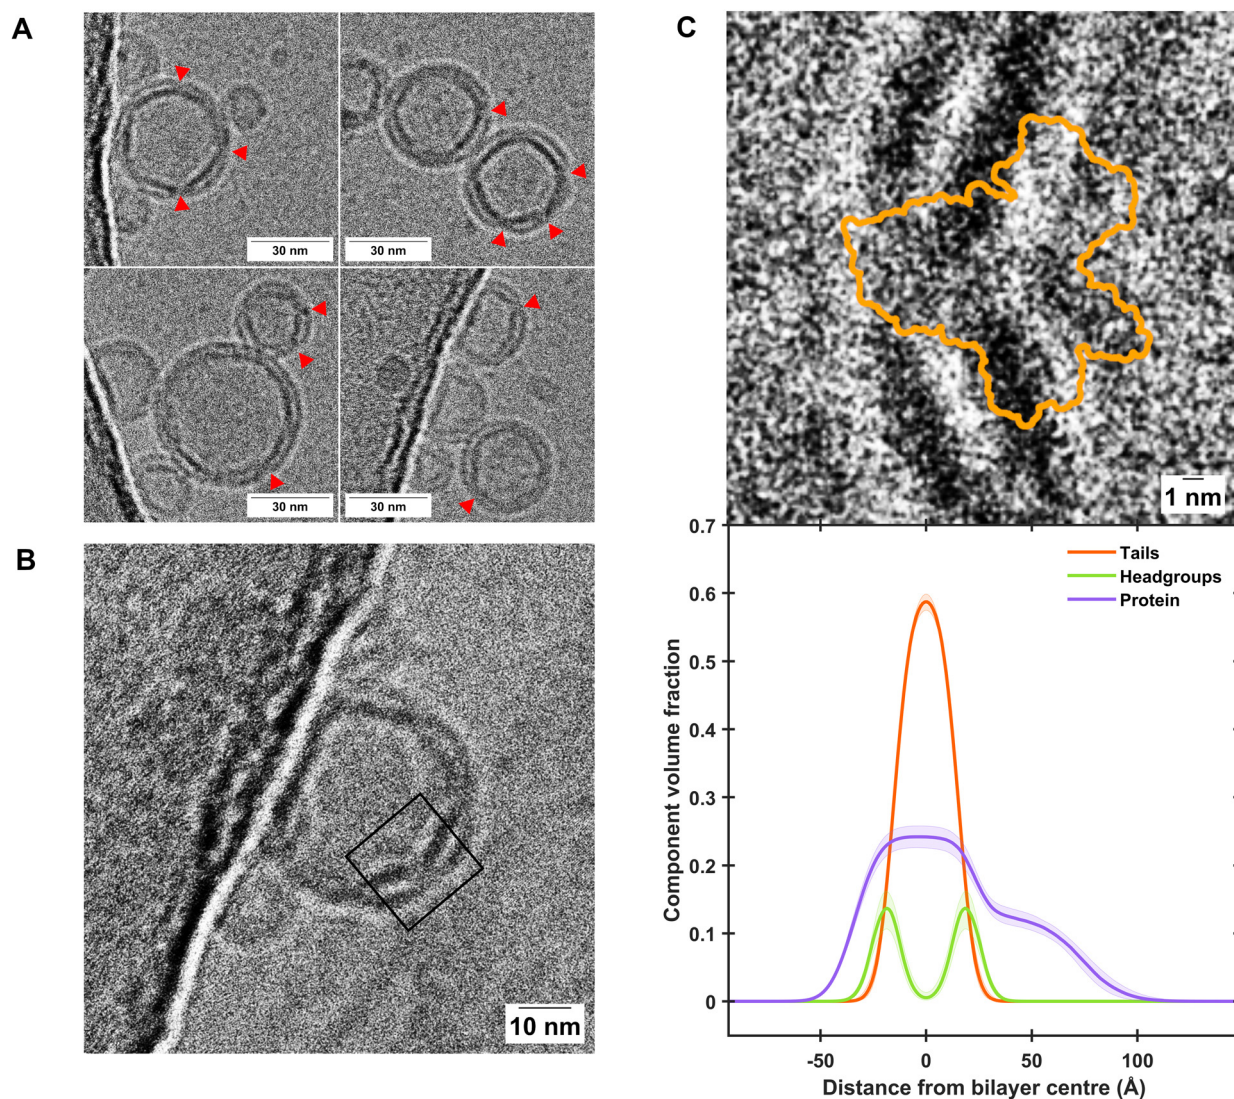 A
30 nm
30 nm
30 nm
30 nm
B
10 nm
C
1 nm
0.7
0.6
0.5
0.4
0.3
0.2
0.1
0
Component volume fraction
Tails
Headgroups
Protein
-50
0
50
100
Distance from bilayer centre (Å)